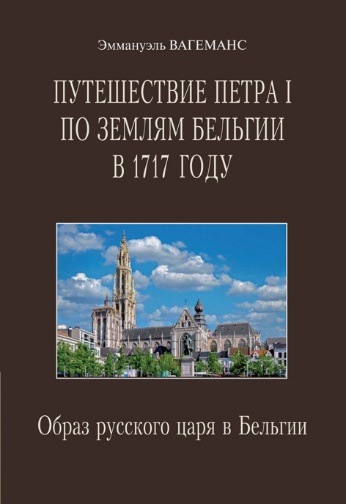 Эммануэль ВАГЕМАНС
ПУТЕШЕСТВИЕ ПЕТРА I
ПО ЗЕМЛЯМ БЕЛЬГИИ
В 1717 ГОДУ
Образ русского царя в Бельгии